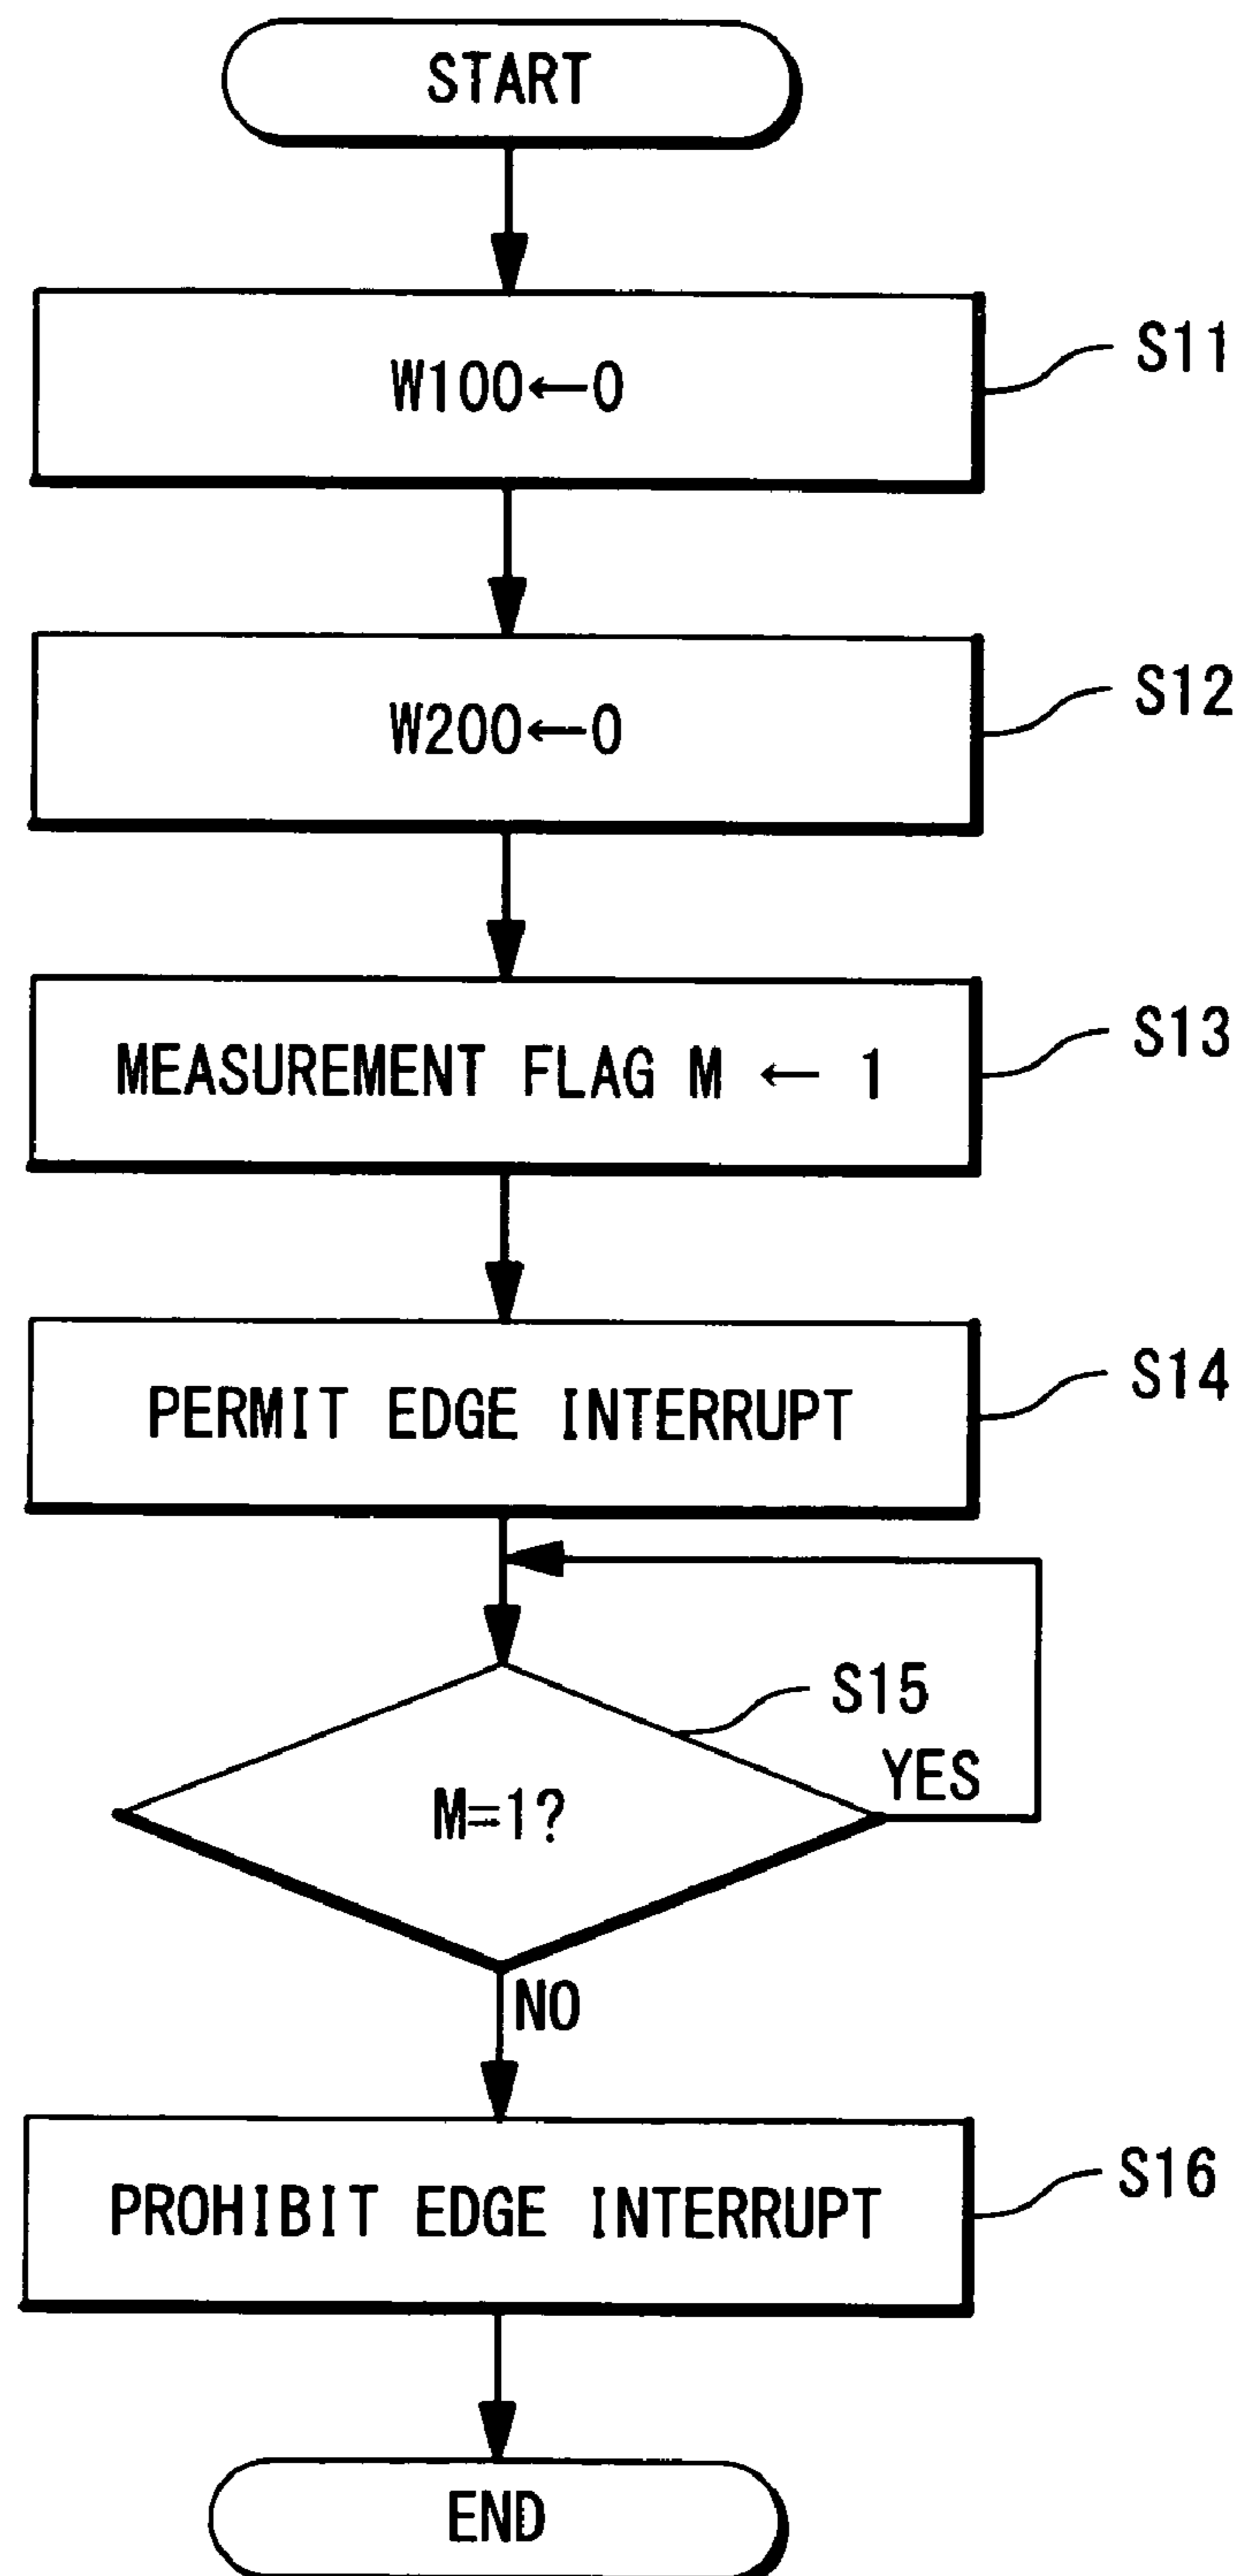 START
W100←0
S11
W200←0
S12
MEASUREMENT FLAG M ← 1
S13
PERMIT EDGE INTERRUPT
S14
S15
M=1?
YES
NO
PROHIBIT EDGE INTERRUPT
S16
END